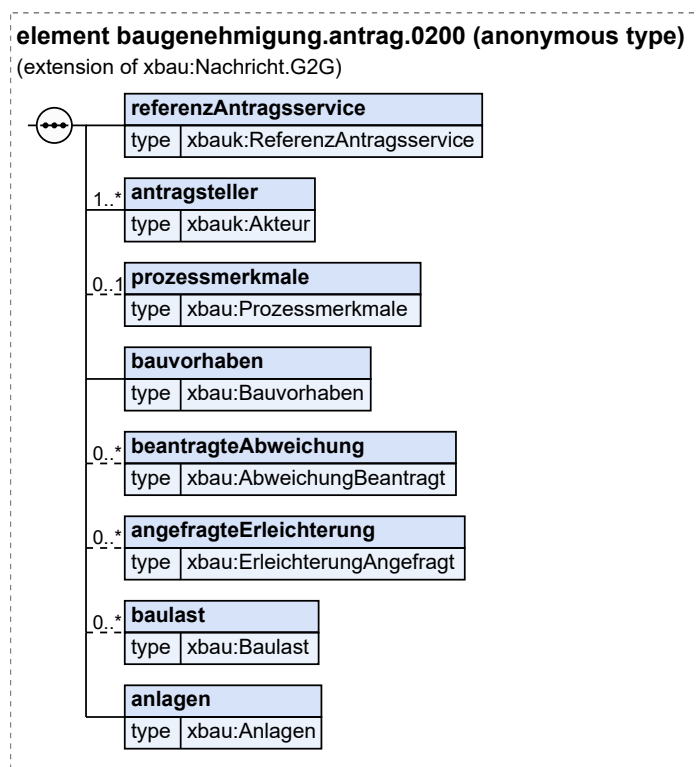 element baugenehmigung.antrag.0200 (anonymous type)
(extension of xbau:Nachricht.G2G)
referenzAntragsservice
type xbauk:ReferenzAntragsservice
1..* antragsteller
type xbauk:Akteur
0..1 prozessmerkmale
type xbau:Prozessmerkmale
bauvorhaben
type xbau:Bauvorhaben
0..* beantragteAbweichung
type xbau:AbweichungBeantragt
0..* angefragteErleichterung
type xbau:ErleichterungAngefragt
0..* baulast
type xbau:Baulast
anlagen
type xbau:Anlagen